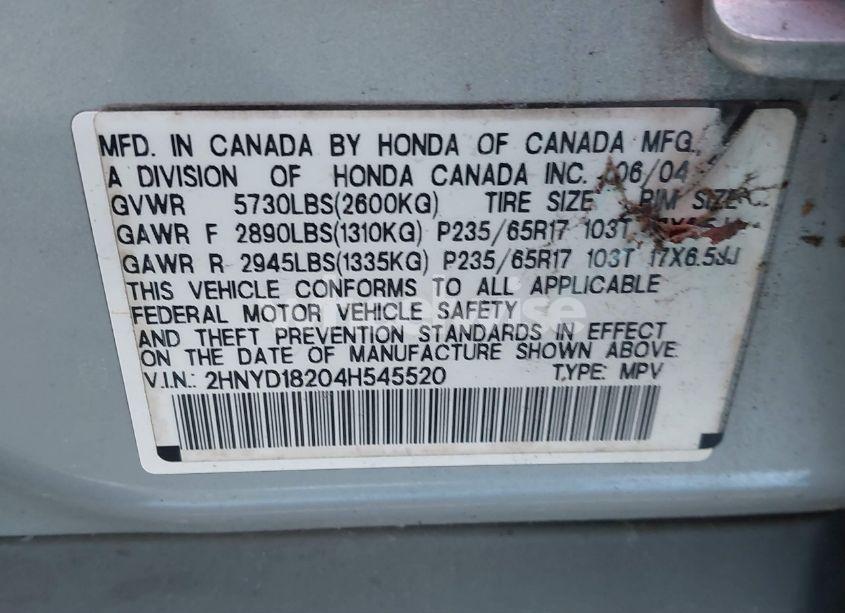 MFD. IN CANADA BY HONDA OF CANADA MFG.,
A DIVISION OF HONDA CANADA INC. 06/04
GVWR 5730LBS(2600KG) TIRE SIZE RIM SIZE
GAWR F 2890LBS(1310KG) P235/65R17 103T
GAWR R 2945LBS(1335KG) P235/65R17 103T 17X6.5JJ
THIS VEHICLE CONFORMS TO ALL APPLICABLE
FEDERAL MOTOR VEHICLE SAFETY
AND THEFT PREVENTION STANDARDS IN EFFECT
ON THE DATE OF MANUFACTURE SHOWN ABOVE.
V.I.N.: 2HNYD18204H545520 TYPE: MPV